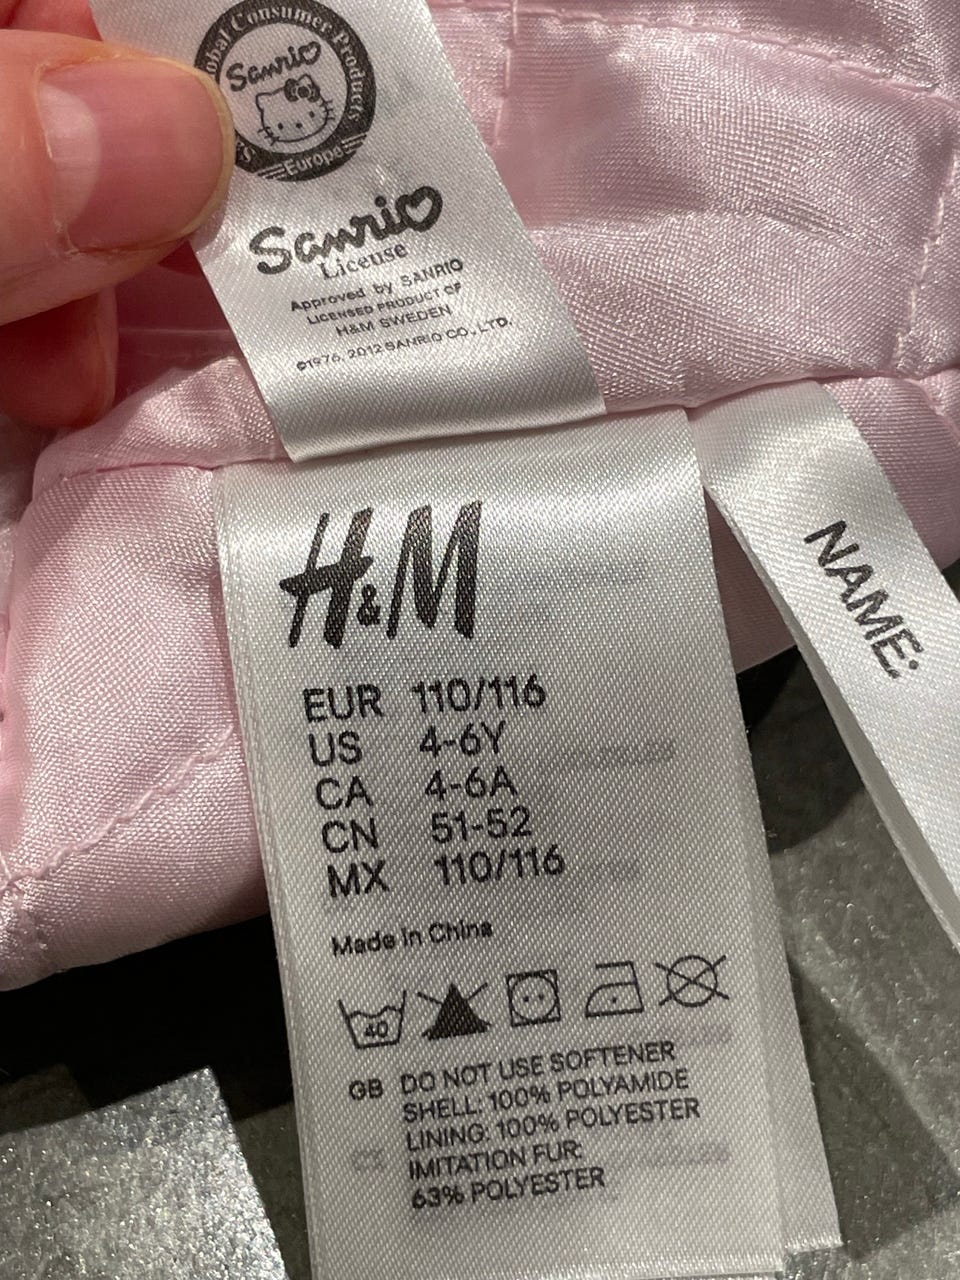 Global Consumer Products
Sanrio
Europe
Sanrio
License
Approved by SANRIO
LICENSED PRODUCT OF
H&M SWEDEN
©1976, 2012 SANRIO CO., LTD.
H&M
EUR 110/116
US 4-6Y
CA 4-6A
CN 51-52
MX 110/116
Made in China
40
GB DO NOT USE SOFTENER
SHELL: 100% POLYAMIDE
LINING: 100% POLYESTER
IMITATION FUR:
63% POLYESTER
NAME: